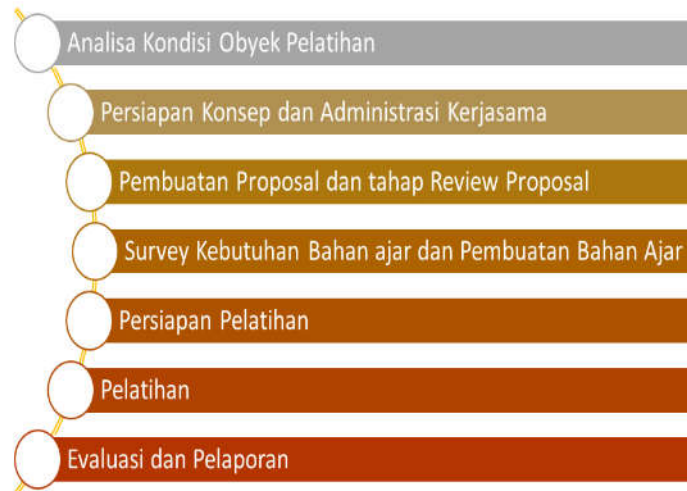 Analisa Kondisi Obyek Pelatihan
Persiapan Konsep dan Administrasi Kerjasama
Pembuatan Proposal dan tahap Review Proposal
Survey Kebutuhan Bahan ajar dan Pembuatan Bahan Ajar
Persiapan Pelatihan
Pelatihan
Evaluasi dan Pelaporan